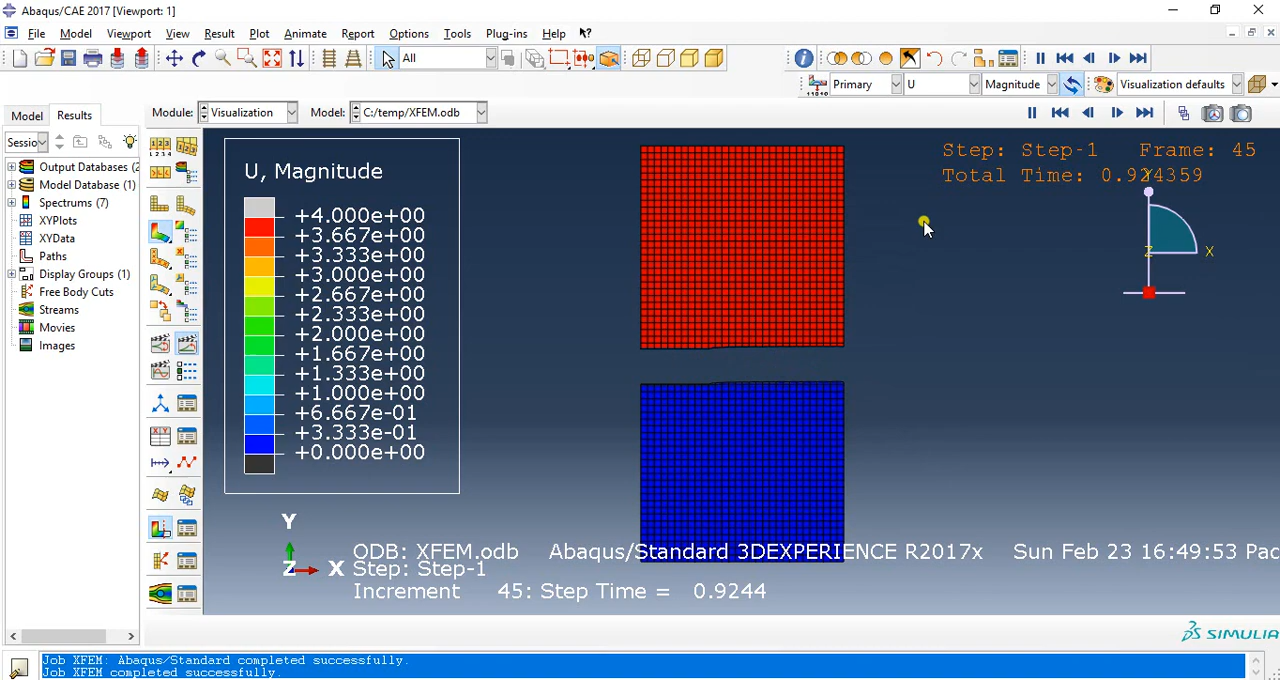 Abaqus/CAE 2017 [Viewport: 1]
File Model Viewport View Result Plot Animate Report Options Tools Plug-ins Help
All
Primary U Magnitude Visualization defaults
Model Results Module: Visualization Model: C:/temp/XFEM.odb
Sessio
Output Databases (2
Model Database (1)
Spectrums (7)
XYPlots
XYData
Paths
Display Groups (1)
Free Body Cuts
Streams
Movies
Images
U, Magnitude
+4.000e+00
+3.667e+00
+3.333e+00
+3.000e+00
+2.667e+00
+2.333e+00
+2.000e+00
+1.667e+00
+1.333e+00
+1.000e+00
+6.667e-01
+3.333e-01
+0.000e+00
Step: Step-1 Frame: 45
Total Time: 0.924359
Y
Z X
Y
Z X
ODB: XFEM.odb Abaqus/Standard 3DEXPERIENCE R2017x Sun Feb 23 16:49:53 Pac
Step: Step-1
Increment 45: Step Time = 0.9244
SIMULIA
Job XFEM: Abaqus/Standard completed successfully.
Job XFEM completed successfully.